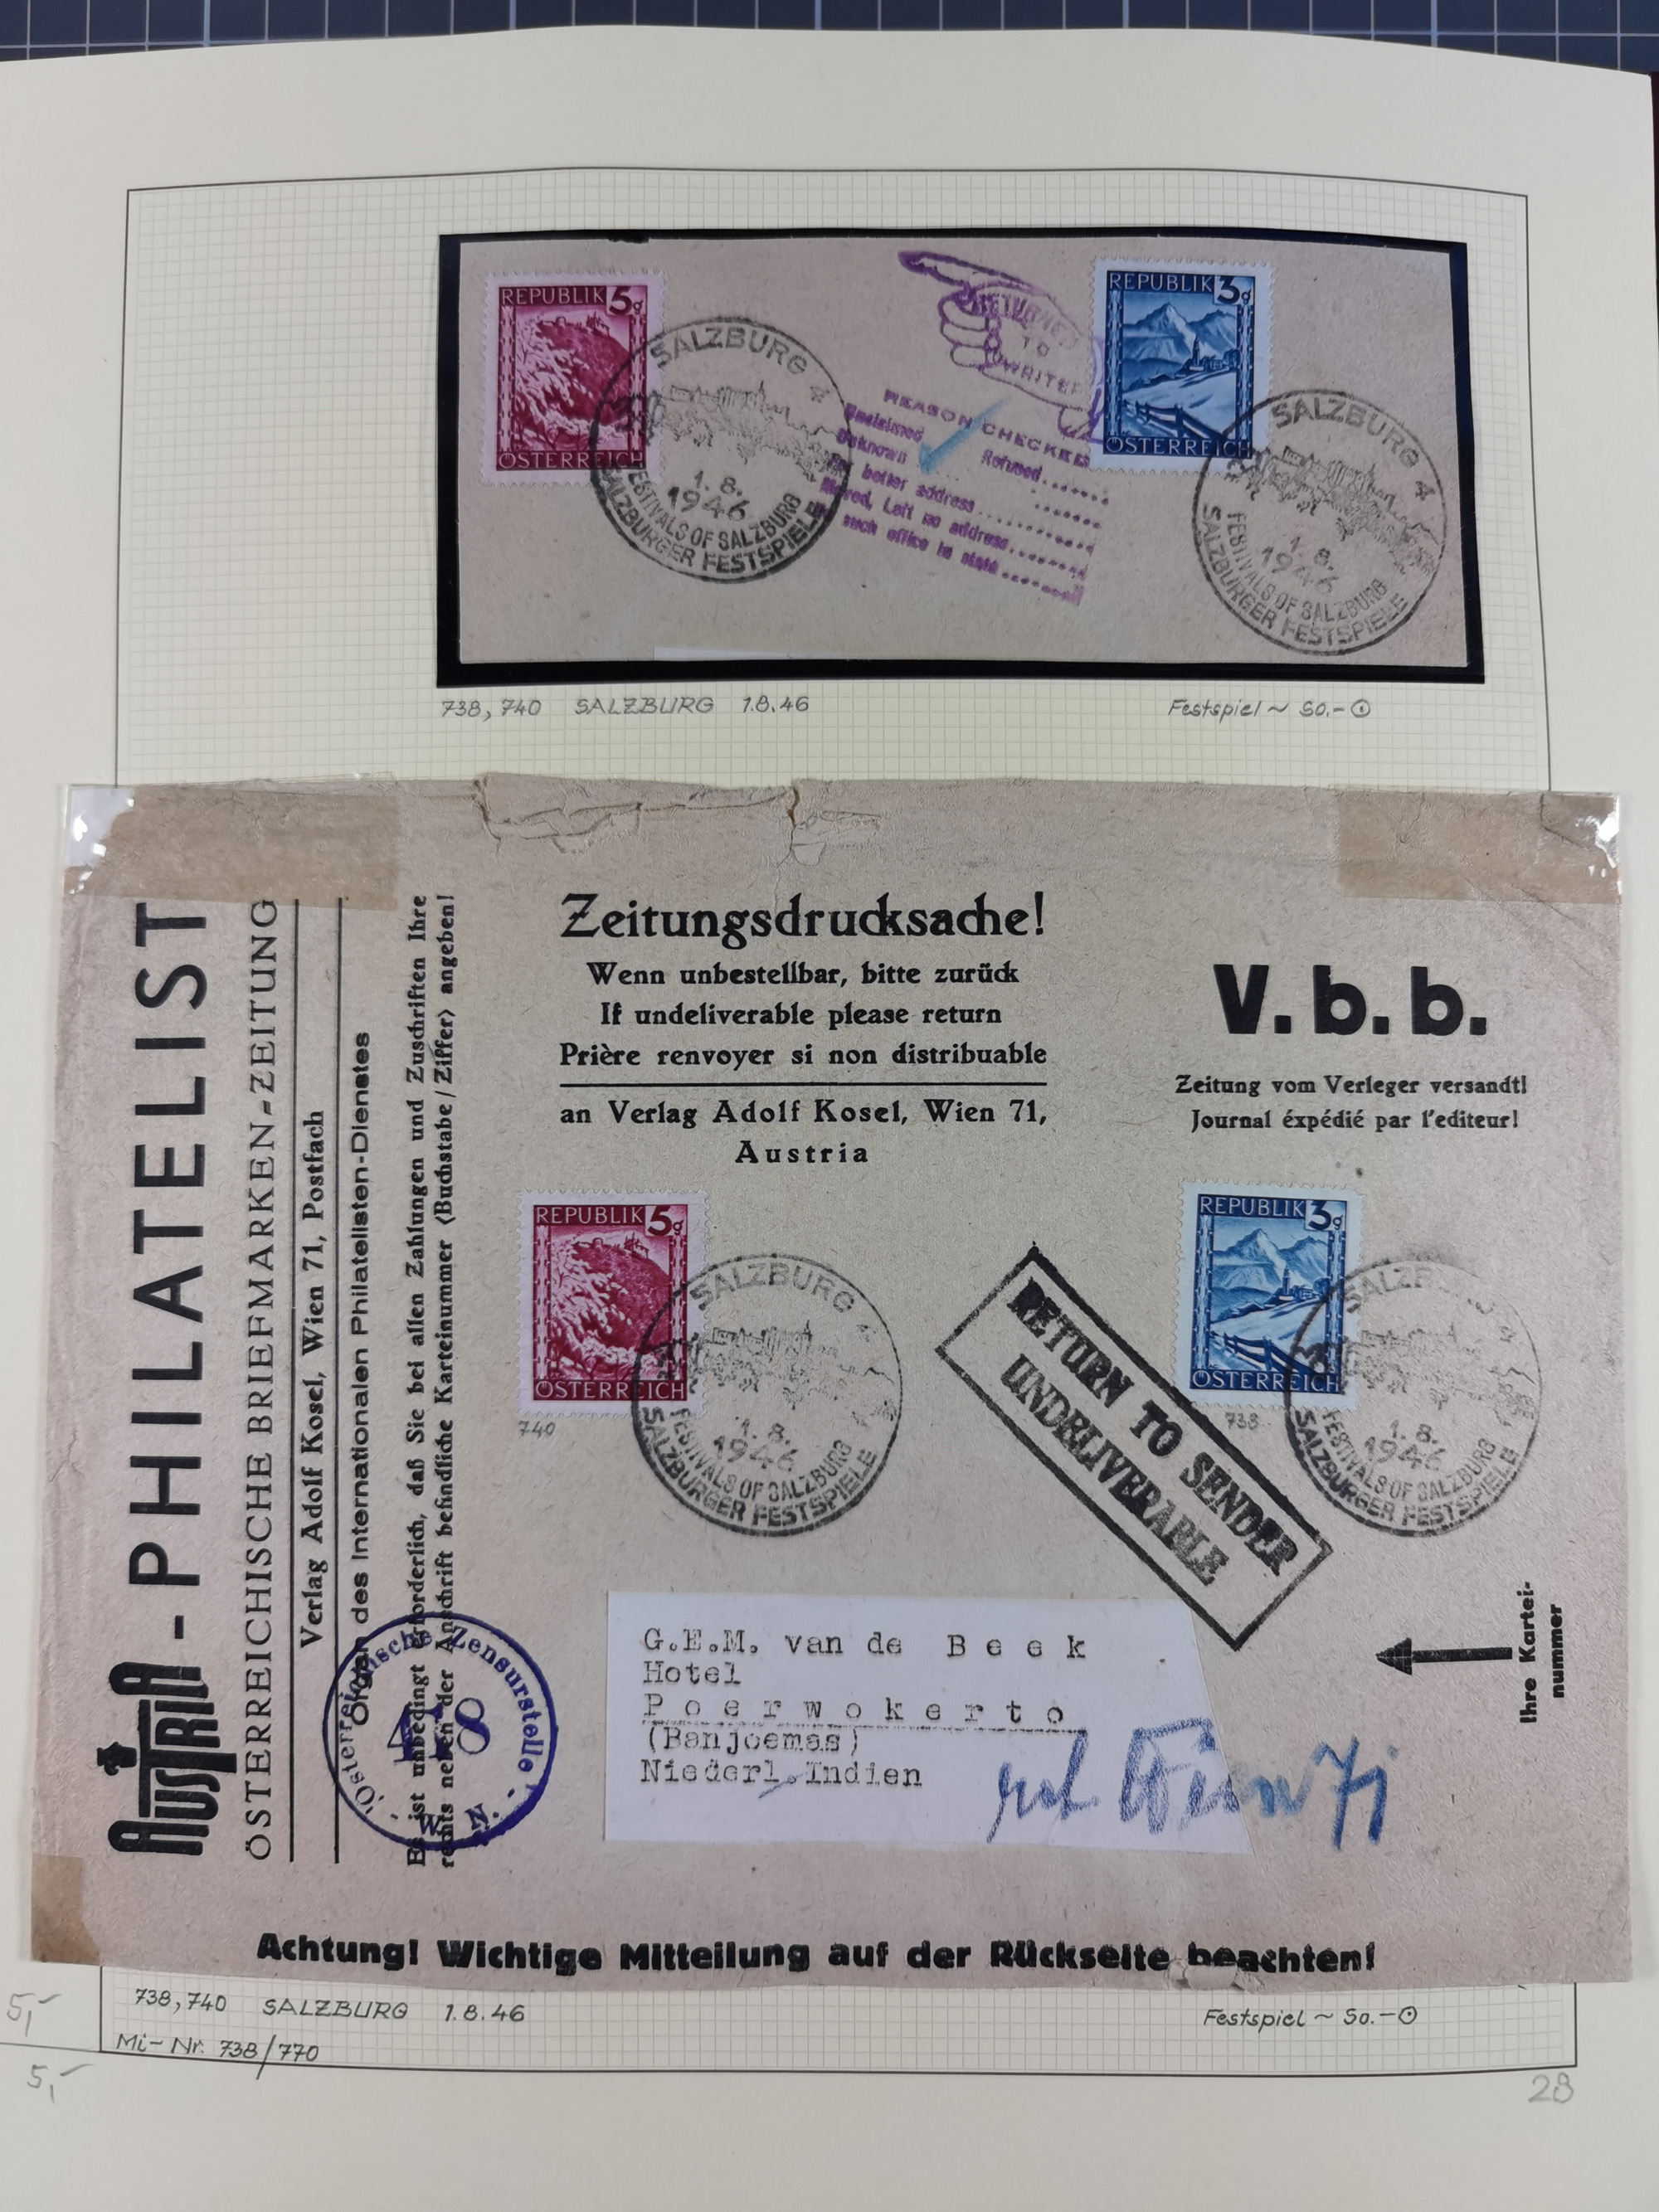 REPUBLIK 5g
ÖSTERREICH
SALZBURG 4
1. 8.
1946
FESTIVALS OF SALZBURG
SALZBURGER FESTSPIELE
RETURNED
TO
WRITER
REASON CHECKED
Unclaimed
Refused
Unknown
better address
Moved, Left no address
such office in state
REPUBLIK 3g
ÖSTERREICH
SALZBURG 4
1. 8.
1946
FESTIVALS OF SALZBURG
SALZBURGER FESTSPIELE
738, 740 SALZBURG 1.8.46
Festspiel ~ So.-⊙
AUSTRIA-PHILATELIST
ÖSTERREICHISCHE BRIEFMARKEN-ZEITUNG
Verlag Adolf Kosel, Wien 71, Postfach
Organ des Internationalen Philatelisten-Dienstes
Es ist unbedingt erforderlich, daß Sie bei allen Zahlungen und Zuschriften Ihre
rechts neben der Anschrift befindliche Karteinummer (Buchstabe/Ziffer) angeben!
Zeitungsdrucksache!
Wenn unbestellbar, bitte zurück
If undeliverable please return
Prière renvoyer si non distribuable
an Verlag Adolf Kosel, Wien 71,
Austria
V.b.b.
Zeitung vom Verleger versandt!
Journal éxpédié par l'editeur!
REPUBLIK 5g
ÖSTERREICH
740
SALZBURG 4
1. 8.
1946
FESTIVALS OF SALZBURG
SALZBURGER FESTSPIELE
RETURN TO SENDER
UNDELIVERABLE
REPUBLIK 3g
ÖSTERREICH
738
SALZBURG 4
1. 8.
1946
FESTIVALS OF SALZBURG
SALZBURGER FESTSPIELE
Österreichische Zensurstelle
W N
G.E.M. van de Beek
Hotel
Poerwokerto
(Banjoemas)
Niederl.Indien
ret Wien 71
Ihre Kartei-
nummer
Achtung! Wichtige Mitteilung auf der Rückseite beachten!
738,740 SALZBURG 1.8.46
Festspiel ~ So.-⊙
Mi-Nr. 738/770
5,-
5,-
28